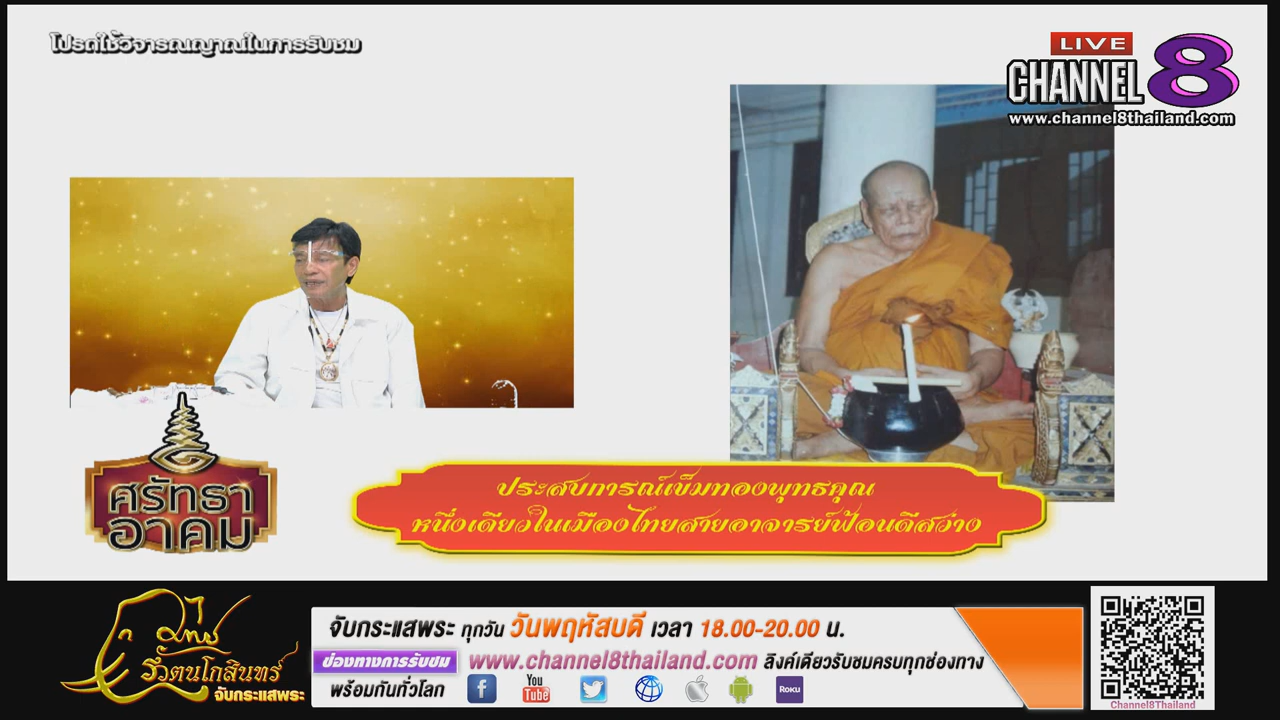 โปรดใช้วิจารณญาณในการรับชม
LIVE
CHANNEL 8
www.channel8thailand.com
ศรัทธา
อาคม
ประสบการณ์เข็มทองพุทธคุณ
หนึ่งเดียวในเมืองไทยสายอาจารย์ฟ้อนดีสว่าง
รัตนโกสินทร์
จับกระแสพระ
จับกระแสพระ ทุกวัน วันพฤหัสบดี เวลา 18.00-20.00 น.
ช่องทางการรับชม www.channel8thailand.com ลิงค์เดียวรับชมครบทุกช่องทาง
พร้อมกันทั่วโลก You Tube Roku
Channel8Thailand